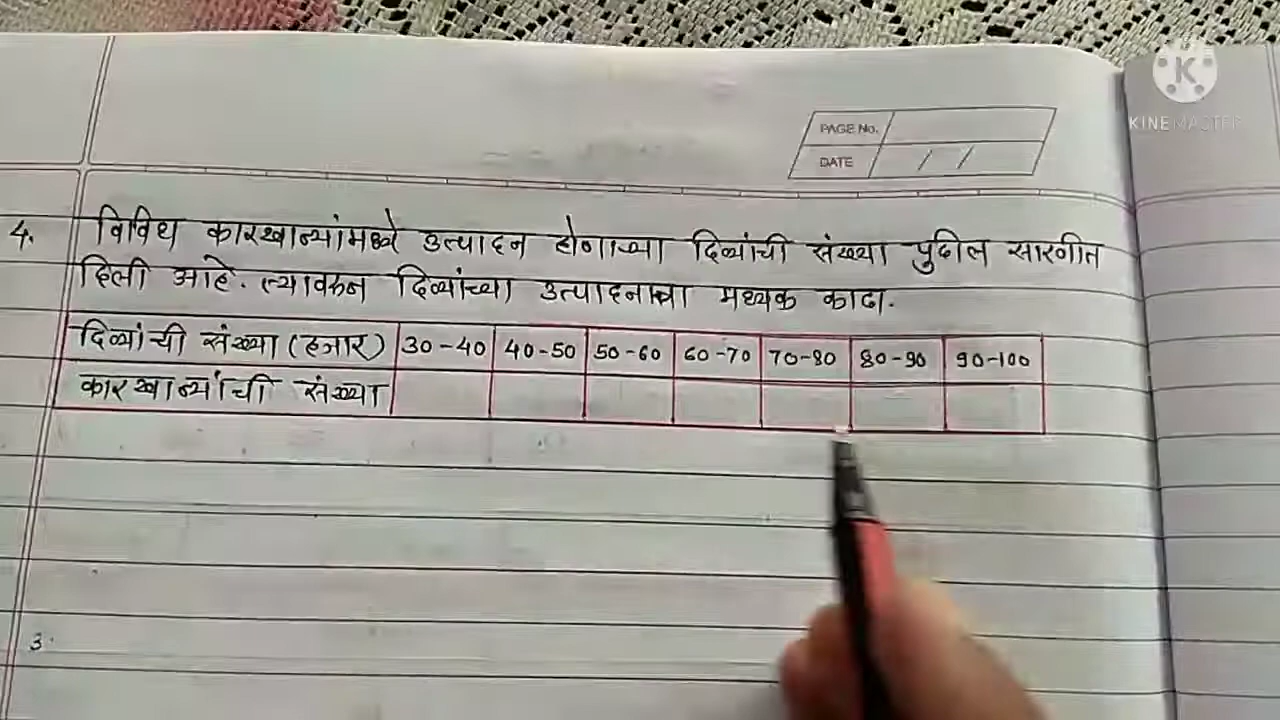 PAGE No.
DATE / /
K
KINEMASTER
4. विविध कारखान्यांमध्ये उत्पादन होणाऱ्या दिव्यांची संख्या पुढील सारणीत
दिली आहे. त्यावरून दिव्यांच्या उत्पादनाचा मध्यक काढा.
दिव्यांची संख्या (हजार) 30-40 40-50 50-60 60-70 70-80 80-90 90-100
कारखान्यांची संख्या
3.